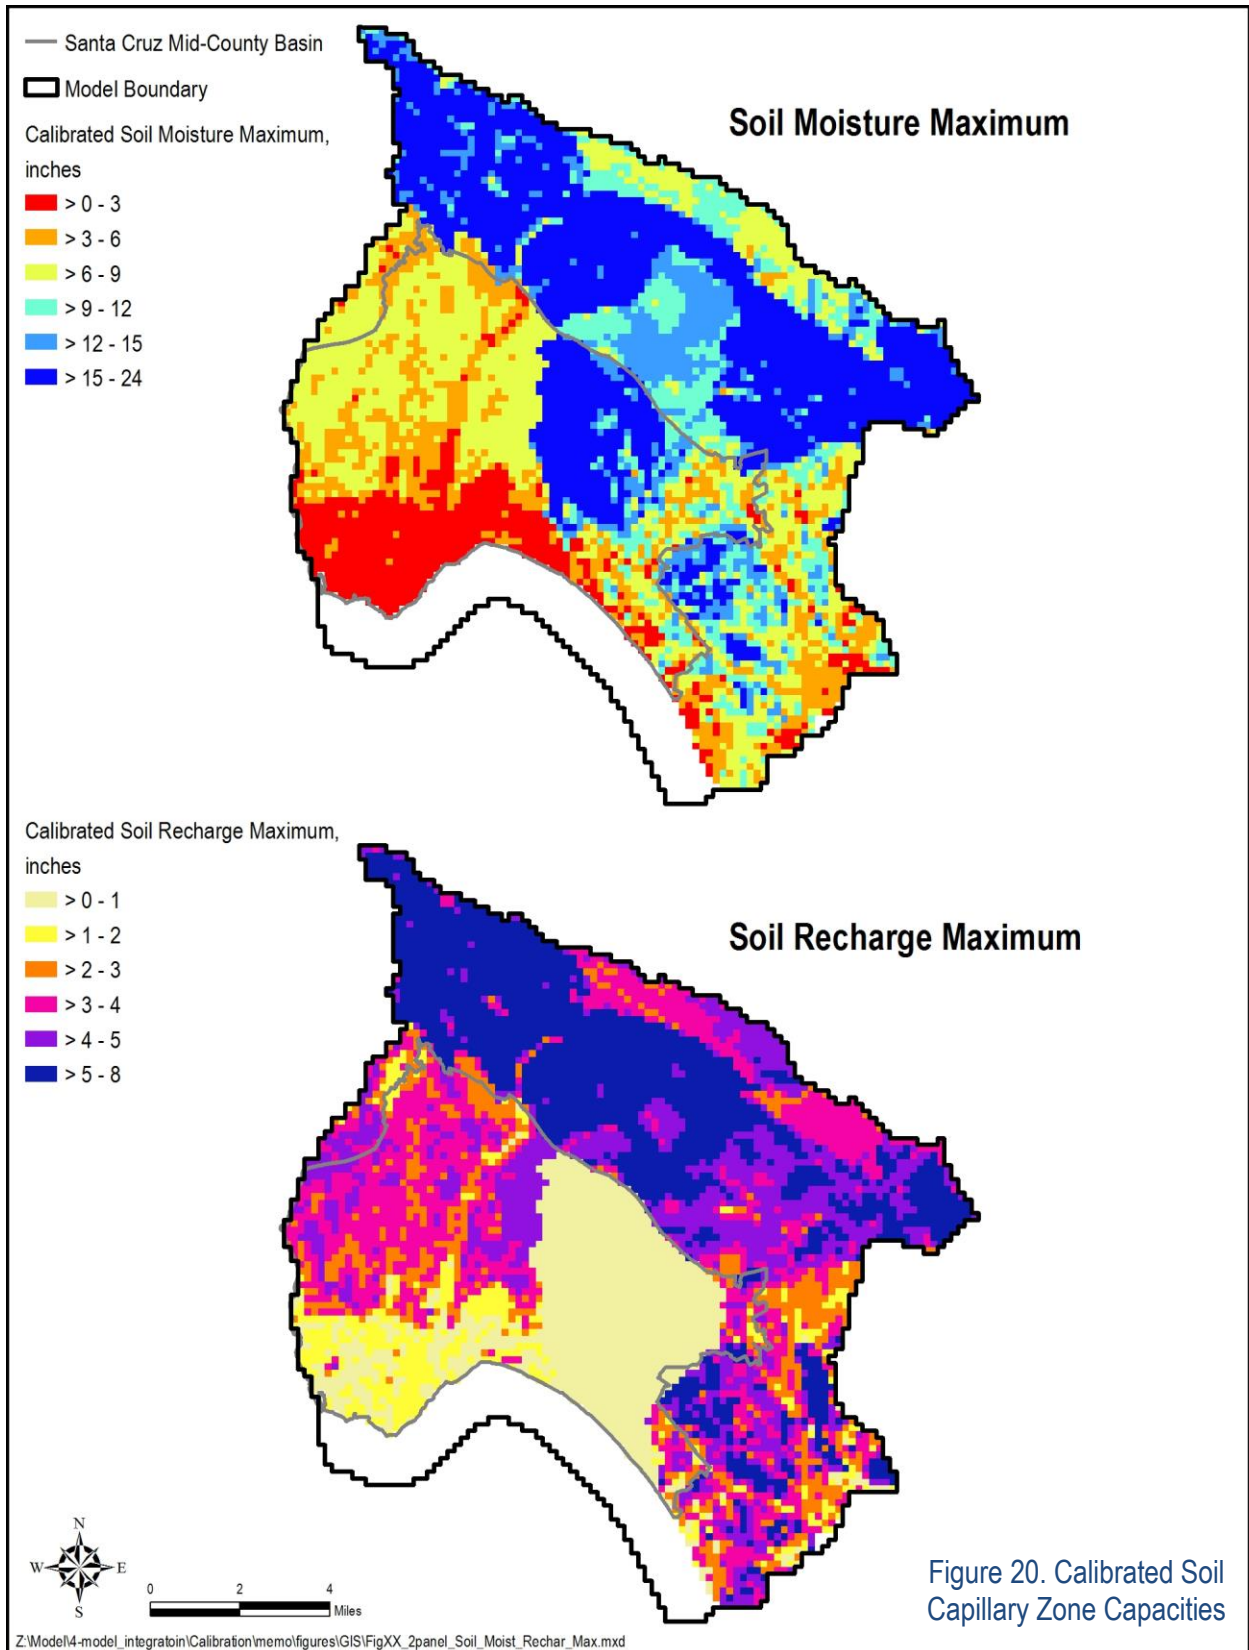 Santa Cruz Mid-County Basin
Model Boundary
Calibrated Soil Moisture Maximum,
inches
> 0 - 3
> 3 - 6
> 6 - 9
> 9 - 12
> 12 - 15
> 15 - 24
Soil Moisture Maximum
Calibrated Soil Recharge Maximum,
inches
> 0 - 1
> 1 - 2
> 2 - 3
> 3 - 4
> 4 - 5
> 5 - 8
Soil Recharge Maximum
N
W E
S
0 2 4
Miles
Figure 20. Calibrated Soil
Capillary Zone Capacities
Z:\Model\4-model_integratoin\Calibration\memo\figures\GIS\FigXX_2panel_Soil_Moist_Rechar_Max.mxd